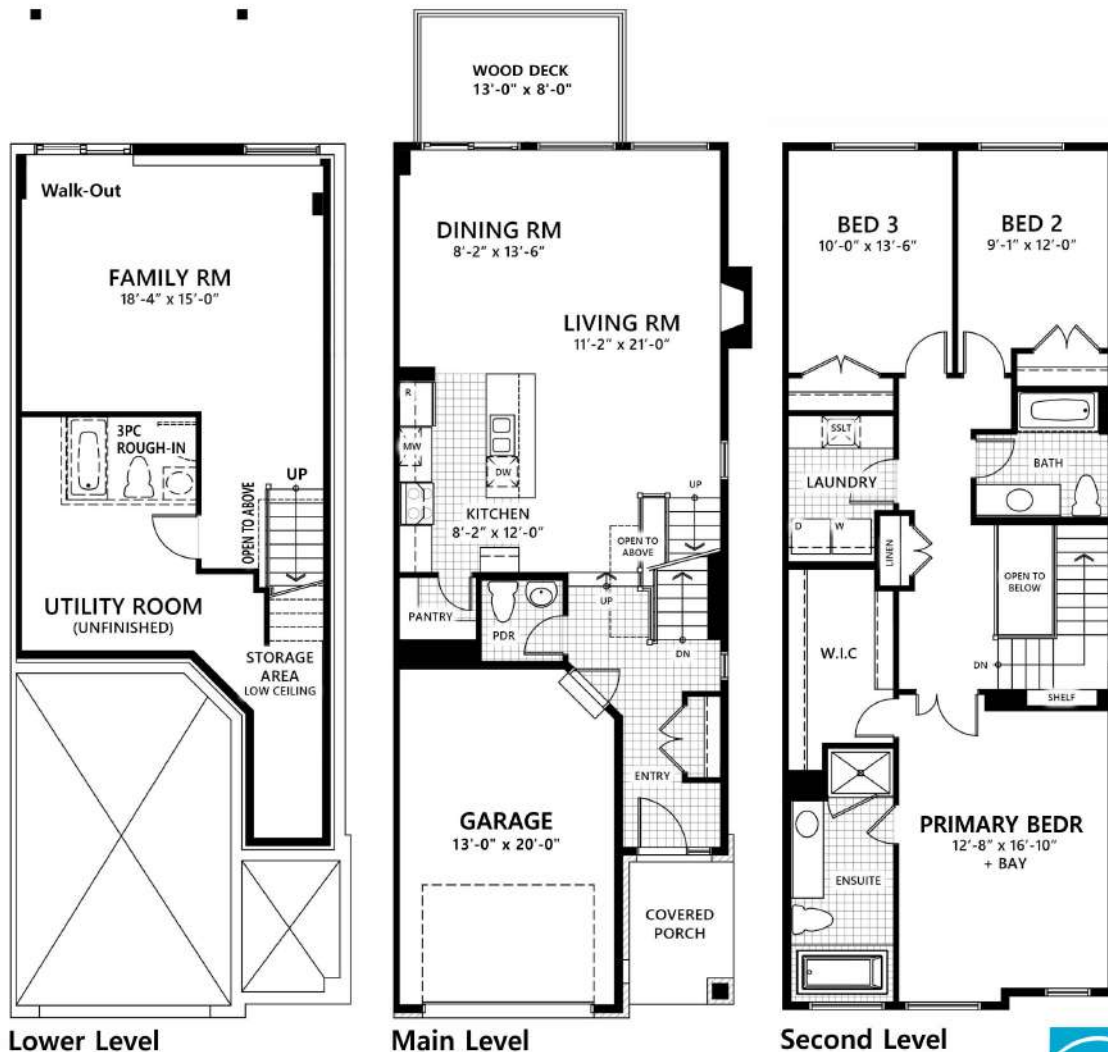 WOOD DECK
13'-0" x 8'-0"
Walk-Out
FAMILY RM
18'-4" x 15'-0"
3PC
ROUGH-IN
UP
OPEN TO ABOVE
UTILITY ROOM
(UNFINISHED)
STORAGE
AREA
LOW CEILING
Lower Level
DINING RM
8'-2" x 13'-6"
LIVING RM
11'-2" x 21'-0"
R
MW
DW
KITCHEN
8'-2" x 12'-0"
UP
OPEN TO
ABOVE
PANTRY
PDR
UP
DN
ENTRY
GARAGE
13'-0" x 20'-0"
COVERED
PORCH
Main Level
BED 3
10'-0" x 13'-6"
BED 2
9'-1" x 12'-0"
SSLT
LAUNDRY
D
W
BATH
LINEN
OPEN TO
BELOW
W.I.C
DN
SHELF
PRIMARY BEDR
12'-8" x 16'-10"
+ BAY
ENSUITE
Second Level